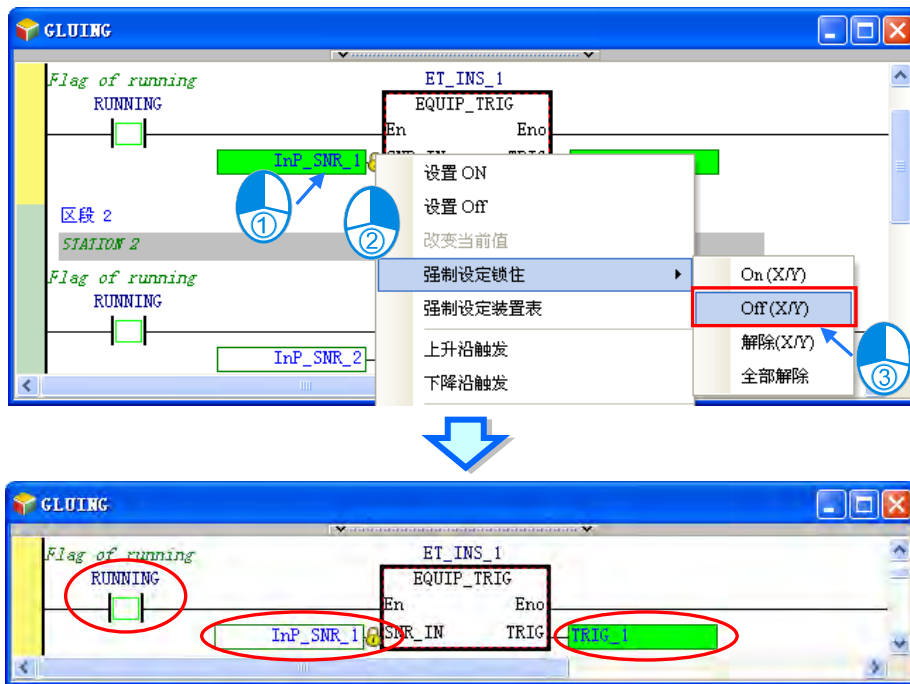 GLUING
Flag of running
RUNNING
ET_INS_1
EQUIP_TRIG
En
Eno
InP_SNR_1
①
②
设置 ON
设置 Off
改变当前值
强制设定锁住
强制设定装置表
上升沿触发
下降沿触发
On (X/Y)
Off (X/Y)
解除(X/Y)
全部解除
③
区段 2
STATION 2
Flag of running
RUNNING
InP_SNR_2
GLUING
Flag of running
RUNNING
ET_INS_1
EQUIP_TRIG
En
Eno
InP_SNR_1
SNR_IN
TRIG
TRIG_1